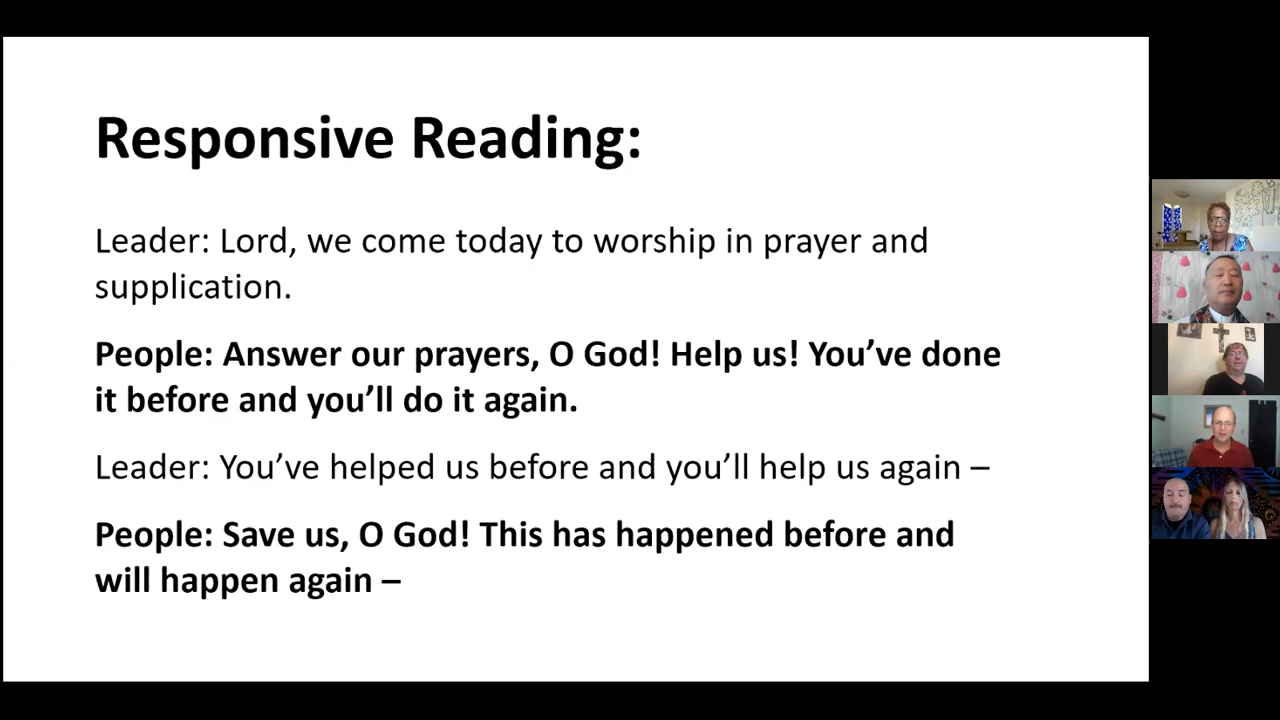 Responsive Reading:
Leader: Lord, we come today to worship in prayer and
supplication.
People: Answer our prayers, O God! Help us! You’ve done
it before and you’ll do it again.
Leader: You’ve helped us before and you’ll help us again –
People: Save us, O God! This has happened before and
will happen again –